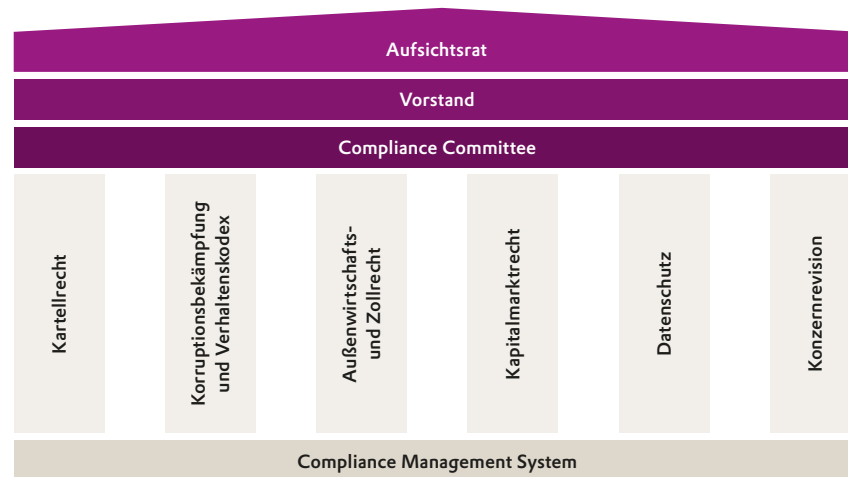 Aufsichtsrat
Vorstand
Compliance Committee
Kartellrecht
Korruptionsbekämpfung
und Verhaltenskodex
Außenwirtschafts-
und Zollrecht
Kapitalmarktrecht
Datenschutz
Konzernrevision
Compliance Management System